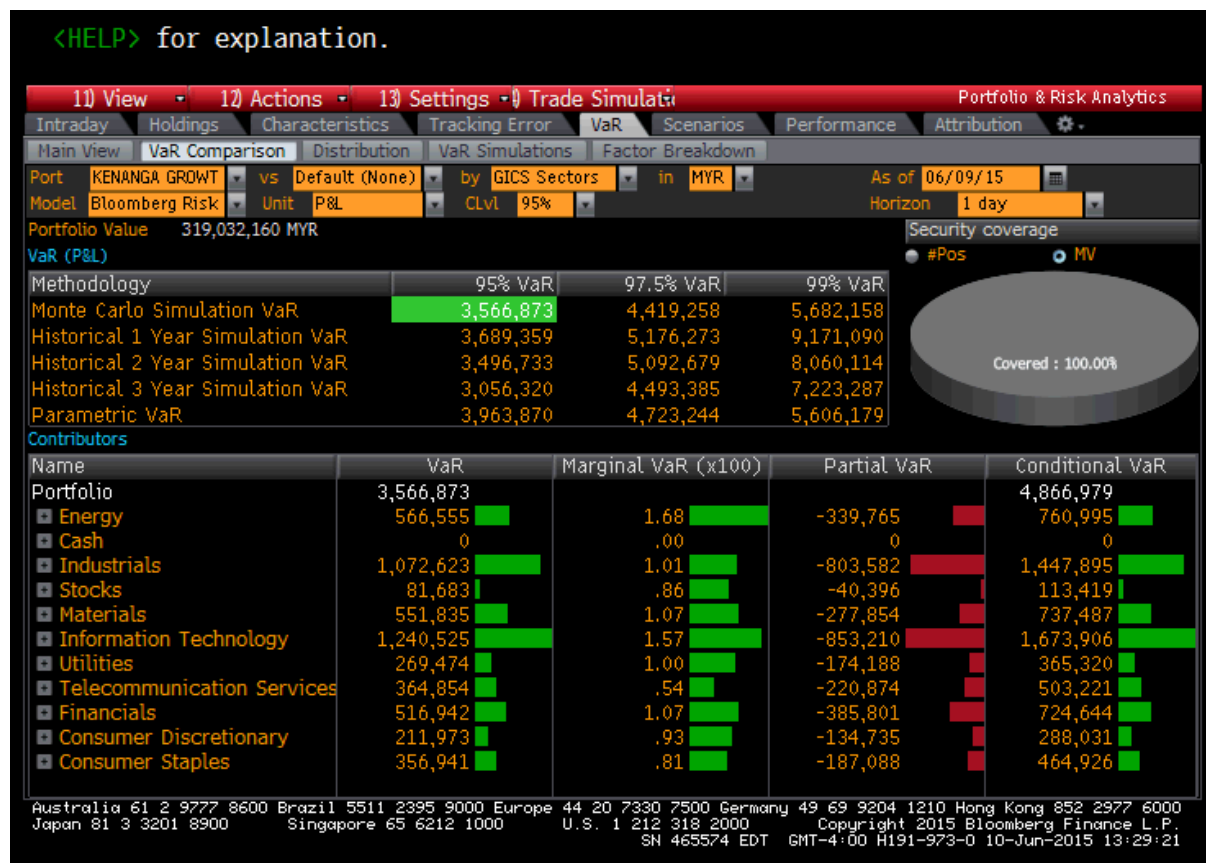 <HELP> for explanation.
11) View 12) Actions 13) Settings Trade Simulati Portfolio & Risk Analytics
Intraday Holdings Characteristics Tracking Error VaR Scenarios Performance Attribution
Main View VaR Comparison Distribution VaR Simulations Factor Breakdown
Port KENANGA GROWT vs Default (None) by GICS Sectors in MYR As of 06/09/15
Model Bloomberg Risk Unit P&L CLvl 95% Horizon 1 day
Portfolio Value 319,032,160 MYR Security coverage
VaR (P&L) #Pos MV
Methodology 95% VaR 97.5% VaR 99% VaR
Monte Carlo Simulation VaR 3,566,873 4,419,258 5,682,158
Historical 1 Year Simulation VaR 3,689,359 5,176,273 9,171,090
Historical 2 Year Simulation VaR 3,496,733 5,092,679 8,060,114
Covered : 100.00%
Historical 3 Year Simulation VaR 3,056,320 4,493,385 7,223,287
Parametric VaR 3,963,870 4,723,244 5,606,179
Contributors
Name VaR Marginal VaR (x100) Partial VaR Conditional VaR
Portfolio 3,566,873 4,866,979
Energy 566,555 1.68 -339,765 760,995
Cash 0 .00 0 0
Industrials 1,072,623 1.01 -803,582 1,447,895
Stocks 81,683 .86 -40,396 113,419
Materials 551,835 1.07 -277,854 737,487
Information Technology 1,240,525 1.57 -853,210 1,673,906
Utilities 269,474 1.00 -174,188 365,320
Telecommunication Services 364,854 .54 -220,874 503,221
Financials 516,942 1.07 -385,801 724,644
Consumer Discretionary 211,973 .93 -134,735 288,031
Consumer Staples 356,941 .81 -187,088 464,926
Australia 61 2 9777 8600 Brazil 5511 2395 9000 Europe 44 20 7330 7500 Germany 49 69 9204 1210 Hong Kong 852 2977 6000
Japan 81 3 3201 8900 Singapore 65 6212 1000 U.S. 1 212 318 2000 Copyright 2015 Bloomberg Finance L.P.
SN 465574 EDT GMT-4:00 H191-973-0 10-Jun-2015 13:29:21